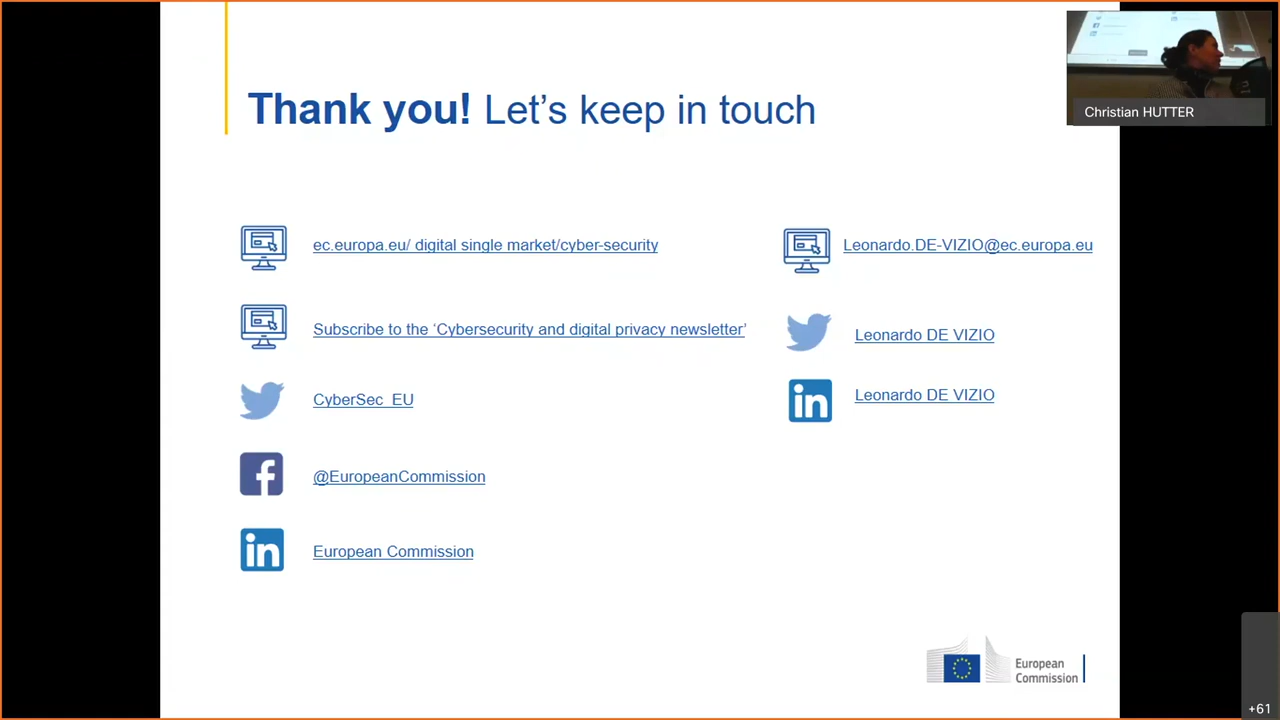 Thank you! Let's keep in touch
Christian HUTTER
ec.europa.eu/ digital single market/cyber-security
Subscribe to the ‘Cybersecurity and digital privacy newsletter’
CyberSec_EU
@EuropeanCommission
European Commission
Leonardo.DE-VIZIO@ec.europa.eu
Leonardo DE VIZIO
Leonardo DE VIZIO
European
Commission
+61